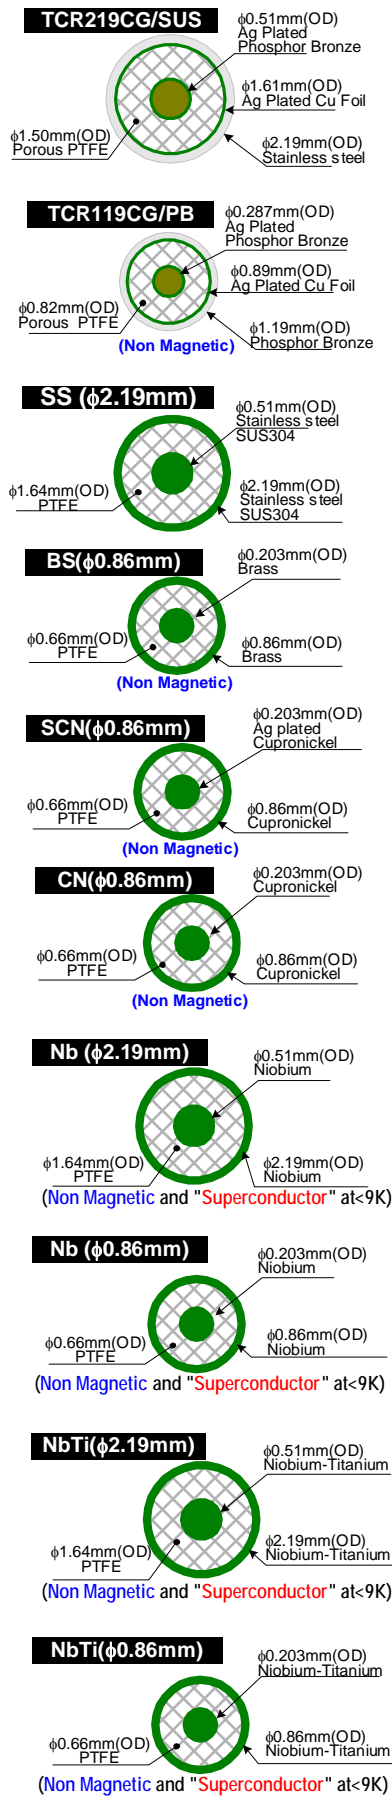 TCR219CG/SUS
ϕ0.51mm(OD)
Ag Plated
Phosphor Bronze
ϕ1.61mm(OD)
Ag Plated Cu Foil
ϕ1.50mm(OD)
Porous PTFE
ϕ2.19mm(OD)
Stainless steel
TCR119CG/PB
ϕ0.287mm(OD)
Ag Plated
Phosphor Bronze
ϕ0.89mm(OD)
Ag Plated Cu Foil
ϕ0.82mm(OD)
Porous PTFE
ϕ1.19mm(OD)
Phosphor Bronze
(Non Magnetic)
SS (ϕ2.19mm)
ϕ0.51mm(OD)
Stainless steel
SUS304
ϕ1.64mm(OD)
PTFE
ϕ2.19mm(OD)
Stainless steel
SUS304
BS(ϕ0.86mm)
ϕ0.203mm(OD)
Brass
ϕ0.66mm(OD)
PTFE
ϕ0.86mm(OD)
Brass
(Non Magnetic)
SCN(ϕ0.86mm)
ϕ0.203mm(OD)
Ag plated
Cupronickel
ϕ0.66mm(OD)
PTFE
ϕ0.86mm(OD)
Cupronickel
(Non Magnetic)
CN(ϕ0.86mm)
ϕ0.203mm(OD)
Cupronickel
ϕ0.66mm(OD)
PTFE
ϕ0.86mm(OD)
Cupronickel
(Non Magnetic)
Nb (ϕ2.19mm)
ϕ0.51mm(OD)
Niobium
ϕ1.64mm(OD)
PTFE
ϕ2.19mm(OD)
Niobium
(Non Magnetic and "Superconductor" at<9K)
Nb (ϕ0.86mm)
ϕ0.203mm(OD)
Niobium
ϕ0.66mm(OD)
PTFE
ϕ0.86mm(OD)
Niobium
(Non Magnetic and "Superconductor" at<9K)
NbTi(ϕ2.19mm)
ϕ0.51mm(OD)
Niobium-Titanium
ϕ1.64mm(OD)
PTFE
ϕ2.19mm(OD)
Niobium-Titanium
(Non Magnetic and "Superconductor" at<9K)
NbTi(ϕ0.86mm)
ϕ0.203mm(OD)
Niobium-Titanium
ϕ0.66mm(OD)
PTFE
ϕ0.86mm(OD)
Niobium-Titanium
(Non Magnetic and "Superconductor" at<9K)